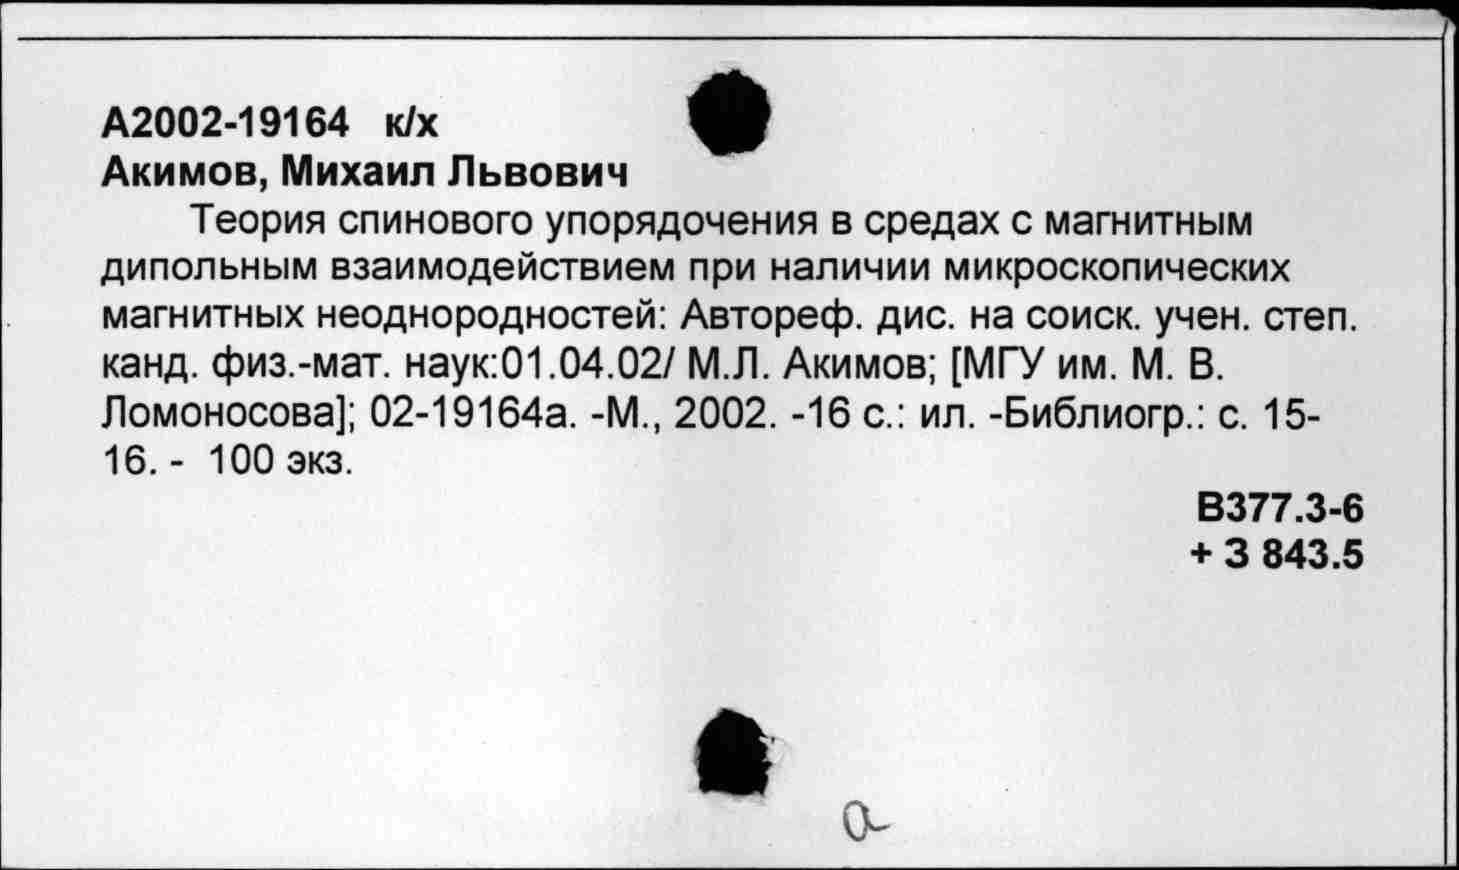 А2002-19164 к/х
Акимов, Михаил Львович
Теория спинового упорядочения в средах с магнитным
дипольным взаимодействием при наличии микроскопических
магнитных неоднородностей: Автореф. дис. на соиск. учен. степ.
канд. физ.-мат. наук:01.04.02/ М.Л. Акимов; [МГУ им. М. В.
Ломоносова]; 02-19164а. -М., 2002. -16 с.: ил. -Библиогр.: с. 15-
16. - 100 экз.
В377.3-6
+ З 843.5
а